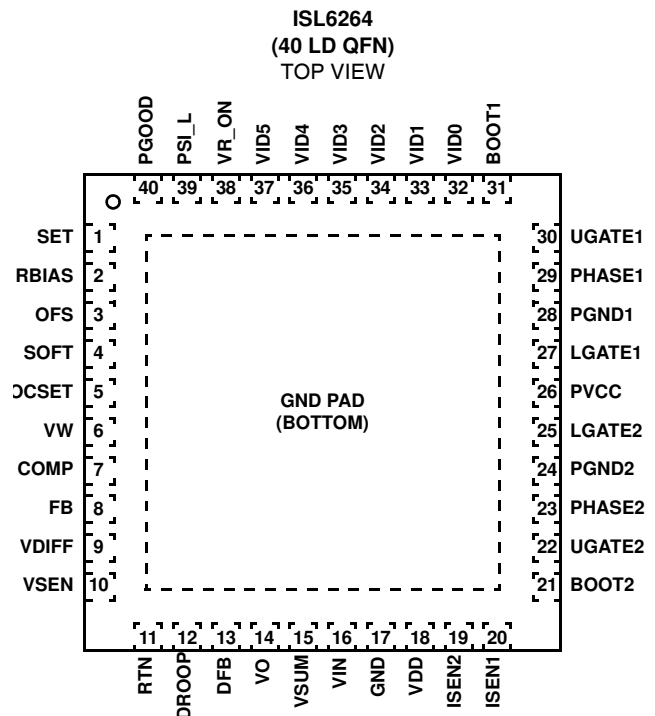 ISL6264
(40 LD QFN)
TOP VIEW
PGOOD PSI_L VR_ON VID5 VID4 VID3 VID2 VID1 VID0 BOOT1
40 39 38 37 36 35 34 33 32 31
SET 1 30 UGATE1
RBIAS 2 29 PHASE1
OFS 3 28 PGND1
SOFT 4 27 LGATE1
OCSET 5 26 PVCC
GND PAD
(BOTTOM)
VW 6 25 LGATE2
COMP 7 24 PGND2
FB 8 23 PHASE2
VDIFF 9 22 UGATE2
VSEN 10 21 BOOT2
11 12 13 14 15 16 17 18 19 20
RTN DROOP DFB VO VSUM VIN GND VDD ISEN2 ISEN1